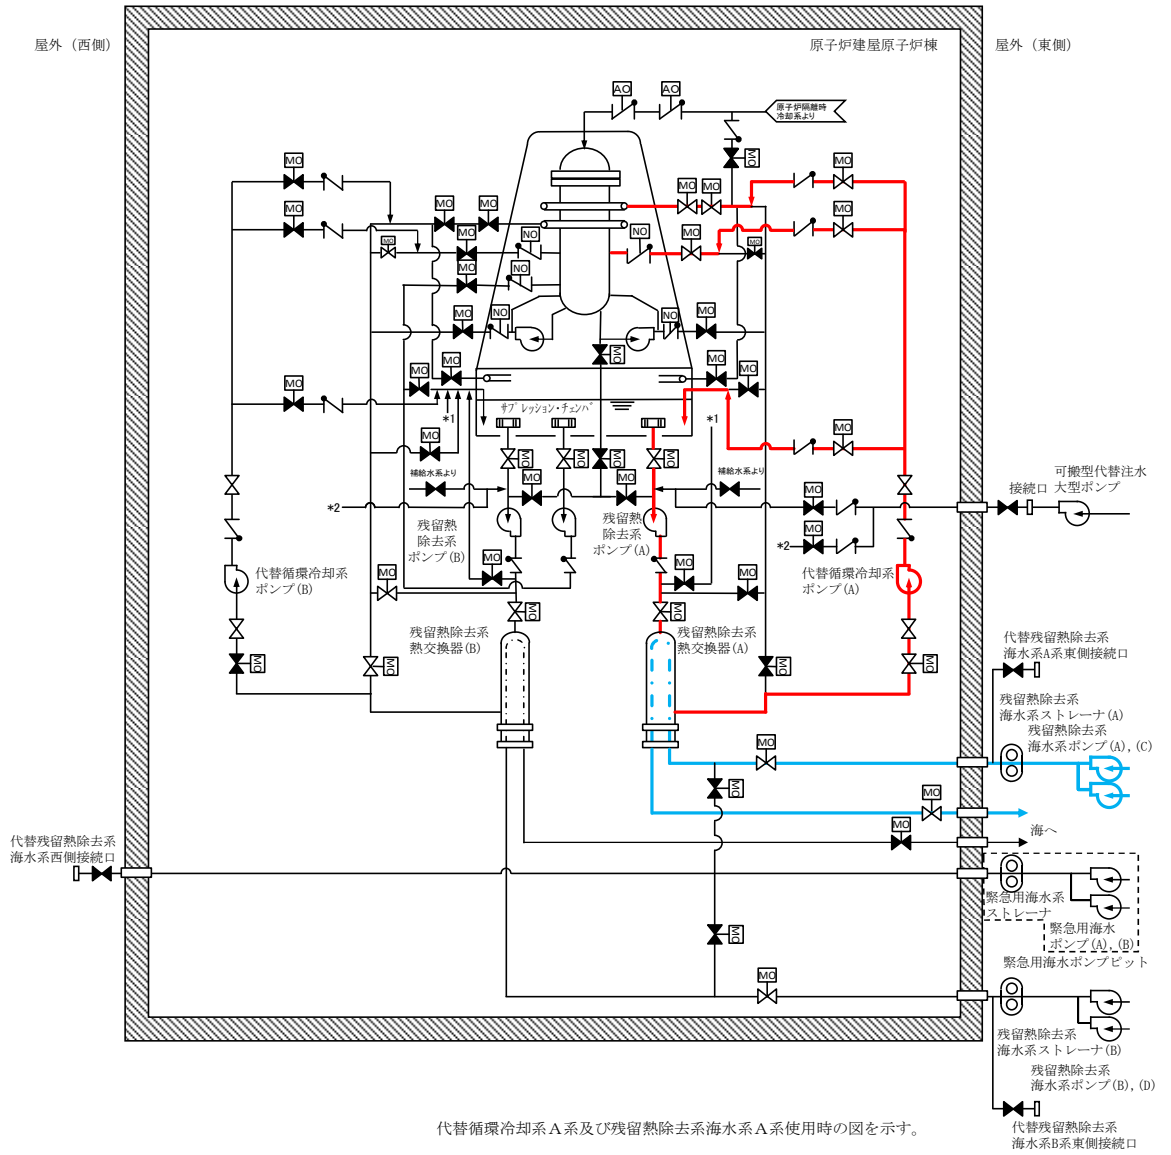 屋外（西側）
原子炉建屋原子炉棟
屋外（東側）
AO
AO
原子炉隔離時
冷却系より
MO
MO
MO
MO
MO
MO
MO
MO
MO
MO
NO
NO
MO
MO
MO
MO
NO
MO
MO
NO
NO
MO
MO
MO
MO
MO
MO
MO
サプレッション・チェンバ
*1
*1
MO
MO
MO
MO
MO
MO
補給水系より
MO
MO
補給水系より
MO
*2
MO
*2
接続口
可搬型代替注水
大型ポンプ
残留熱
除去系
ポンプ(B)
残留熱
除去系
ポンプ(A)
代替循環冷却系
ポンプ(B)
MO
MO
MO
MO
代替循環冷却系
ポンプ(A)
MO
MO
残留熱除去系
熱交換器(B)
残留熱除去系
熱交換器(A)
MO
MO
MO
MO
代替残留熱除去系
海水系A系東側接続口
残留熱除去系
海水系ストレーナ(A)
残留熱除去系
海水系ポンプ(A),(C)
MO
MO
MO
MO
海へ
代替残留熱除去系
海水系西側接続口
緊急用海水系
ストレーナ
緊急用海水
ポンプ(A),(B)
緊急用海水ポンプピット
MO
MO
残留熱除去系
海水系ストレーナ(B)
残留熱除去系
海水系ポンプ(B),(D)
代替残留熱除去系
海水系B系東側接続口
代替循環冷却系Ａ系及び残留熱除去系海水系Ａ系使用時の図を示す。